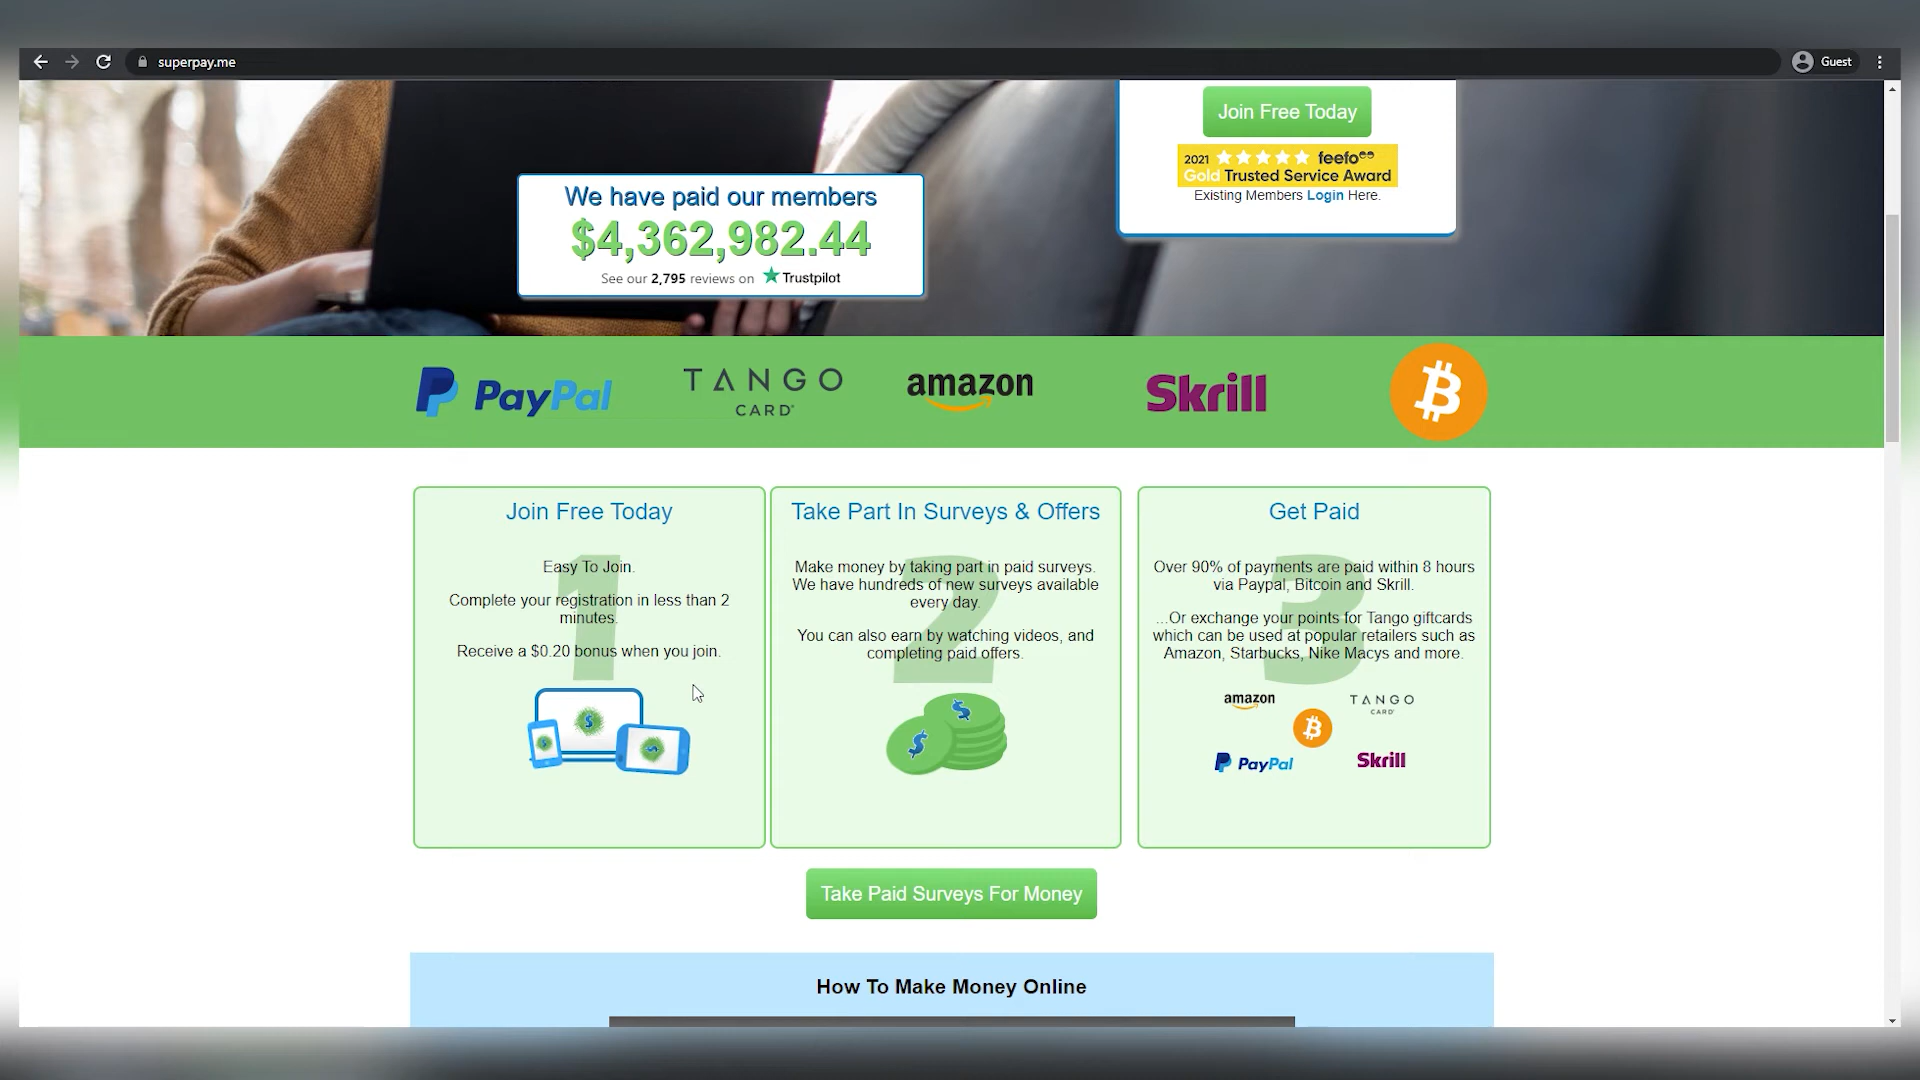 superpay.me
Guest
Join Free Today
2021 feefo
Gold Trusted Service Award
Existing Members Login Here.
We have paid our members
$4,362,982.44
See our 2,795 reviews on Trustpilot
PayPal
TANGO
CARD
amazon
Skrill
Join Free Today
1
Easy To Join.
Complete your registration in less than 2
minutes.
Receive a $0.20 bonus when you join.
Take Part In Surveys & Offers
2
Make money by taking part in paid surveys.
We have hundreds of new surveys available
every day.
You can also earn by watching videos, and
completing paid offers.
Get Paid
3
Over 90% of payments are paid within 8 hours
via Paypal, Bitcoin and Skrill.
...Or exchange your points for Tango giftcards
which can be used at popular retailers such as
Amazon, Starbucks, Nike Macys and more.
amazon
TANGO
CARD
PayPal
Skrill
Take Paid Surveys For Money
How To Make Money Online